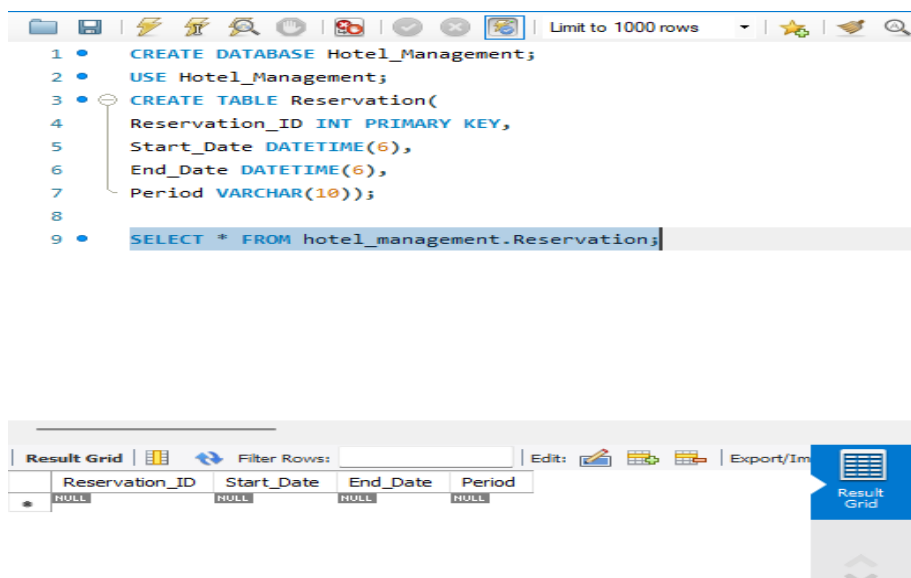 Limit to 1000 rows
1 CREATE DATABASE Hotel_Management;
2 USE Hotel_Management;
3 CREATE TABLE Reservation(
4 Reservation_ID INT PRIMARY KEY,
5 Start_Date DATETIME(6),
6 End_Date DATETIME(6),
7 Period VARCHAR(10));
8
9 SELECT * FROM hotel_management.Reservation;
Result Grid Filter Rows: Edit: Export/Im
Reservation_ID Start_Date End_Date Period
NULL NULL NULL NULL
Result
Grid